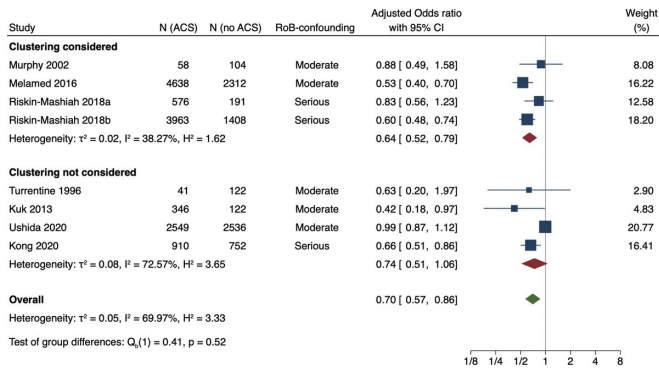 Study N (ACS) N (no ACS) RoB-confounding Adjusted Odds ratio with 95% CI Weight (%)
Clustering considered
Murphy 2002 58 104 Moderate 0.88 [ 0.49, 1.58] 8.08
Melamed 2016 4638 2312 Moderate 0.53 [ 0.40, 0.70] 16.22
Riskin-Mashiah 2018a 576 191 Serious 0.83 [ 0.56, 1.23] 12.58
Riskin-Mashiah 2018b 3963 1408 Serious 0.60 [ 0.48, 0.74] 18.20
Heterogeneity: τ² = 0.02, I² = 38.27%, H² = 1.62 0.64 [ 0.52, 0.79]
Clustering not considered
Turrentine 1996 41 122 Moderate 0.63 [ 0.20, 1.97] 2.90
Kuk 2013 346 122 Moderate 0.42 [ 0.18, 0.97] 4.83
Ushida 2020 2549 2536 Moderate 0.99 [ 0.87, 1.12] 20.77
Kong 2020 910 752 Serious 0.66 [ 0.51, 0.86] 16.41
Heterogeneity: τ² = 0.08, I² = 72.57%, H² = 3.65 0.74 [ 0.51, 1.06]
Overall 0.70 [ 0.57, 0.86]
Heterogeneity: τ² = 0.05, I² = 69.97%, H² = 3.33
Test of group differences: Q_b(1) = 0.41, p = 0.52
1/8 1/4 1/2 1 2 4 8